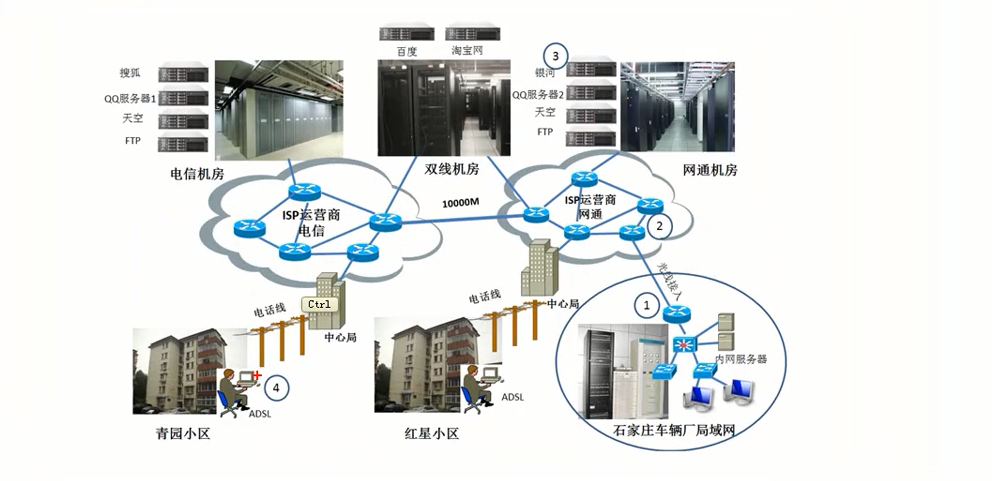 百度
淘宝网
搜狐
QQ服务器1
天空
FTP
电信机房
双线机房
③
银河
QQ服务器2
天空
FTP
网通机房
ISP运营商
电信
10000M
ISP运营商
网通
②
光线接入
①
电话线
Ctrl
中心局
电话线
中心局
内网服务器
④
ADSL
ADSL
青园小区
红星小区
石家庄车辆厂局域网